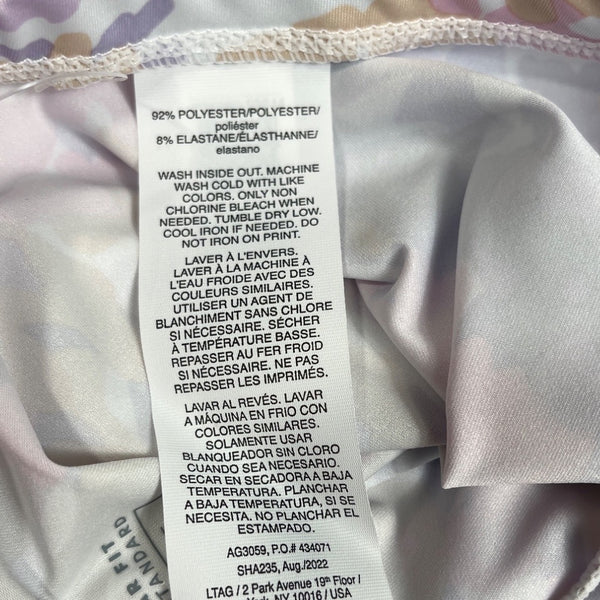 92% POLYESTER/POLYESTER/
poliéster
8% ELASTANE/ÉLASTHANNE/
elastano
WASH INSIDE OUT. MACHINE
WASH COLD WITH LIKE
COLORS. ONLY NON
CHLORINE BLEACH WHEN
NEEDED. TUMBLE DRY LOW.
COOL IRON IF NEEDED. DO
NOT IRON ON PRINT.
LAVER À L'ENVERS.
LAVER À LA MACHINE À
L'EAU FROIDE AVEC DES
COULEURS SIMILAIRES.
UTILISER UN AGENT DE
BLANCHIMENT SANS CHLORE
SI NÉCESSAIRE. SÉCHER
À TEMPÉRATURE BASSE.
REPASSER AU FER FROID
SI NÉCESSAIRE. NE PAS
REPASSER LES IMPRIMÉS.
LAVAR AL REVÉS. LAVAR
A MÁQUINA EN FRIO CON
COLORES SIMILARES.
SOLAMENTE USAR
BLANQUEADOR SIN CLORO
CUANDO SEA NECESARIO.
SECAR EN SECADORA A BAJA
TEMPERATURA. PLANCHAR
A BAJA TEMPERATURA, SI SE
NECESITA. NO PLANCHAR EL
ESTAMPADO.
AG3059, P.O.# 434071
SHA235, Aug./2022
LTAG / 2 Park Avenue 19th Floor /
York, NY 10016 / USA
FIT
STANDARD